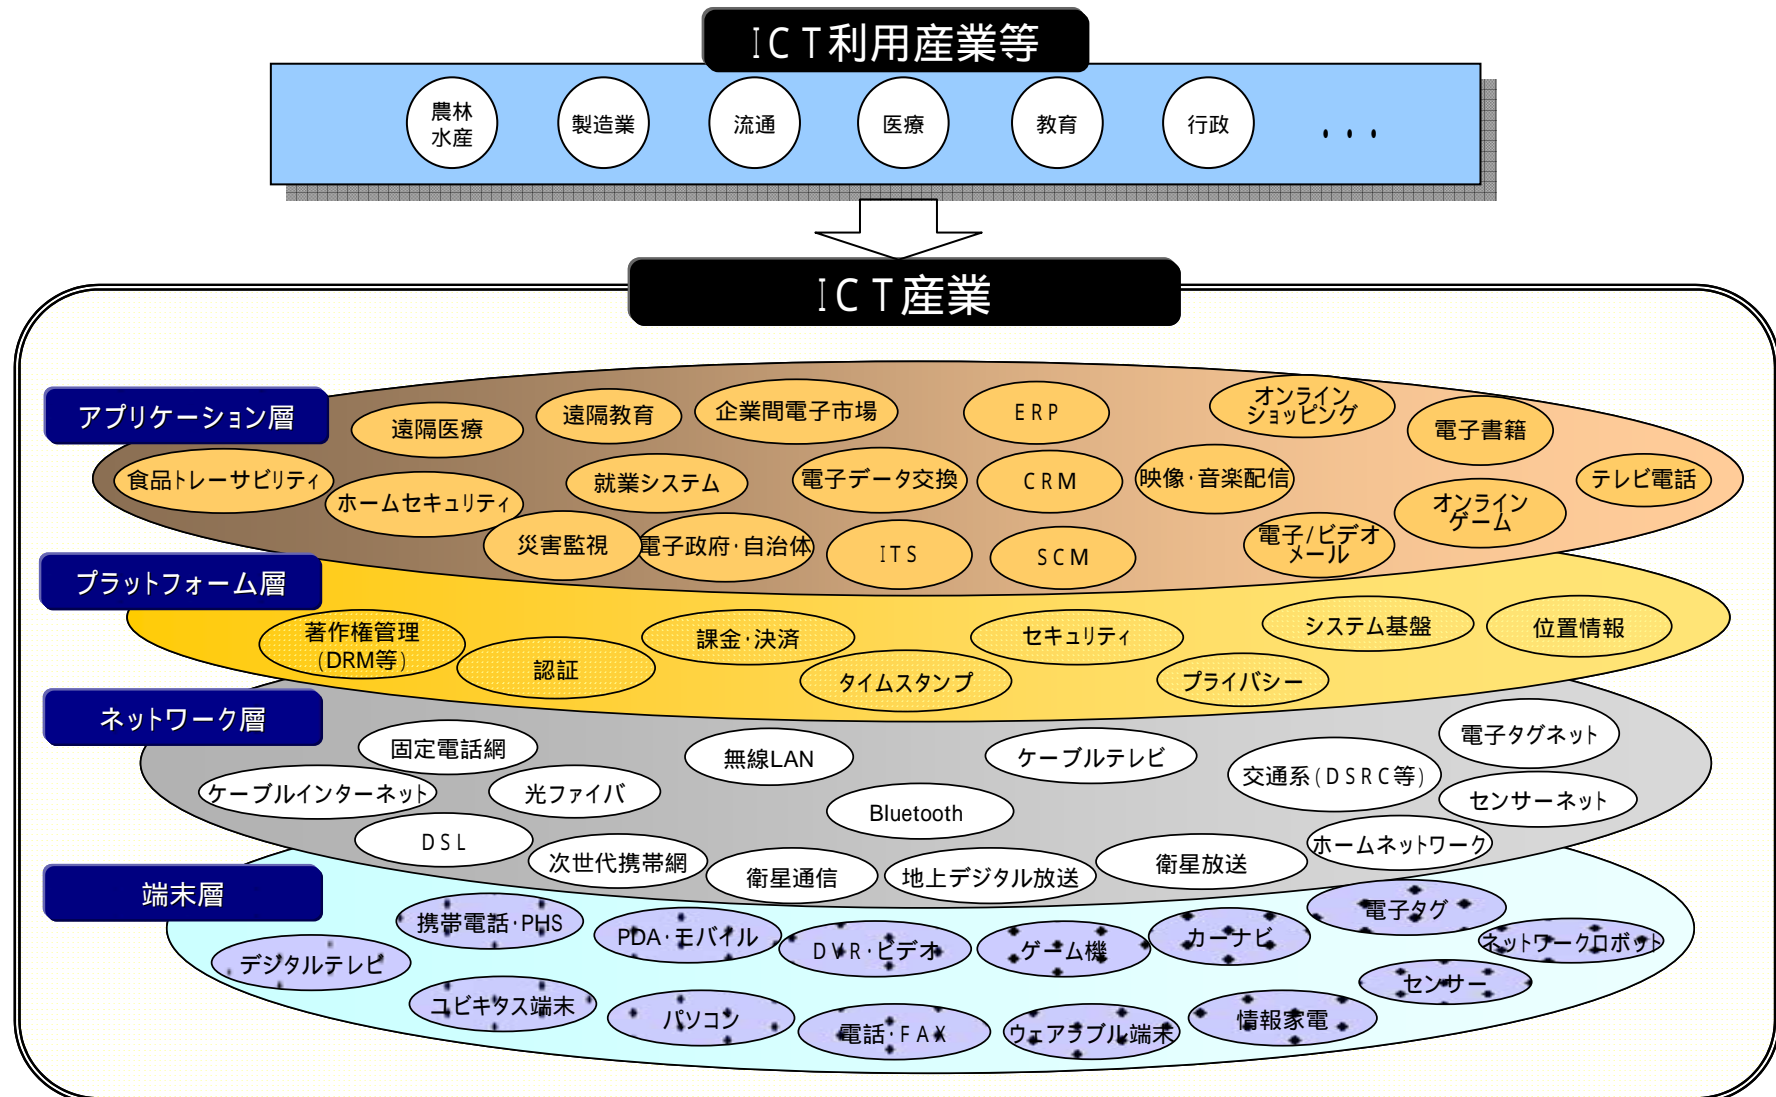 ICT利用産業等
農林
水産
製造業
流通
医療
教育
行政
・・・
ICT産業
アプリケーション層
遠隔医療
遠隔教育
企業間電子市場
ERP
オンライン
ショッピング
電子書籍
食品トレーサビリティ
ホームセキュリティ
就業システム
電子データ交換
CRM
映像・音楽配信
オンライン
ゲーム
テレビ電話
災害監視
電子政府・自治体
ITS
SCM
電子/ビデオ
メール
プラットフォーム層
著作権管理
(DRM等)
認証
課金・決済
タイムスタンプ
セキュリティ
プライバシー
システム基盤
位置情報
ネットワーク層
固定電話網
無線LAN
ケーブルテレビ
交通系(DSRC等)
電子タグネット
ケーブルインターネット
光ファイバ
Bluetooth
センサーネット
DSL
次世代携帯網
衛星通信
地上デジタル放送
衛星放送
ホームネットワーク
端末層
携帯電話・PHS
PDA・モバイル
DVR・ビデオ
ゲーム機
カーナビ
電子タグ
ネットワークロボット
デジタルテレビ
ユビキタス端末
パソコン
電話・FAX
ウェアラブル端末
情報家電
センサー